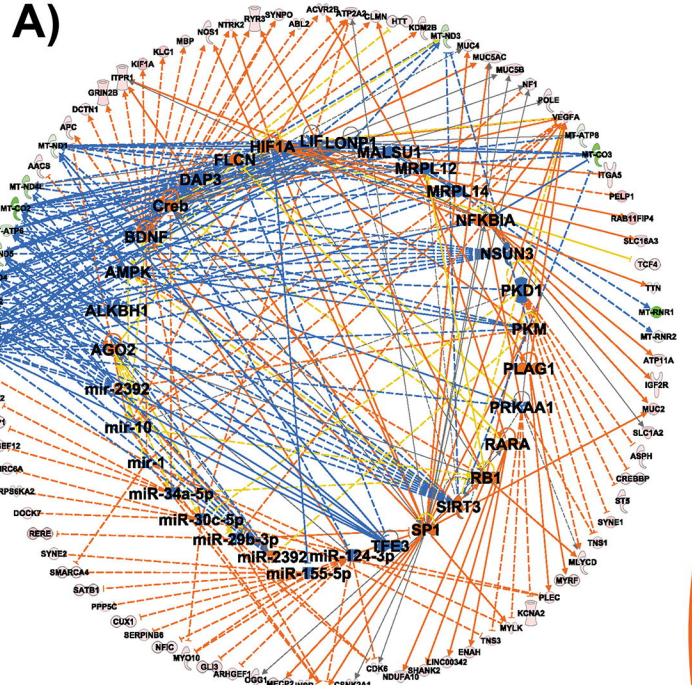 A)
ACVR2B
ATP2A2
SYNPO
ABL2
CLMN
HTT
RYR3
NTRK2
KDM2B
NOS1
MT-ND3
MBP
MUC4
KLC1
MUC5AC
KIF1A
MUC5B
ITPR1
NF1
GRIN2B
POLE
DCTN1
VEGFA
APC
MT-ATP8
MT-ND1
HIF1A
LIF
LONP1
MALSU1
MT-CO3
FLCN
AACS
MRPL12
ITGA5
DAP3
MRPL14
PELP1
MT-CO2
Creb
NFKBIA
RAB11FIP4
BDNF
SLC16A3
NSUN3
AMPK
TCF4
PKD1
TTN
ALKBH1
MT-RNR1
PKM
MT-RNR2
AGO2
PLAG1
ATP11A
mir-2392
IGF2R
PRKAA1
MUC2
mir-10
SLC1A2
RARA
mir-1
ASPH
RB1
CREBBP
miR-34a-5p
SIRT3
ST5
DOCK7
miR-30c-5p
SP1
SYNE1
RERE
miR-29b-3p
TFE3
TNS1
SYNE2
miR-2392
miR-124-3p
MLYCD
SMARCA4
miR-155-5p
MYRF
SATB1
PLEC
PPP5C
KCNA2
CUX1
MYLK
SERPINB6
TNS3
NFIC
ENAH
MYO10
LINC00342
GLI3
SHANK2
ARHGEF1
CDK6
NDUFA10
OGG1